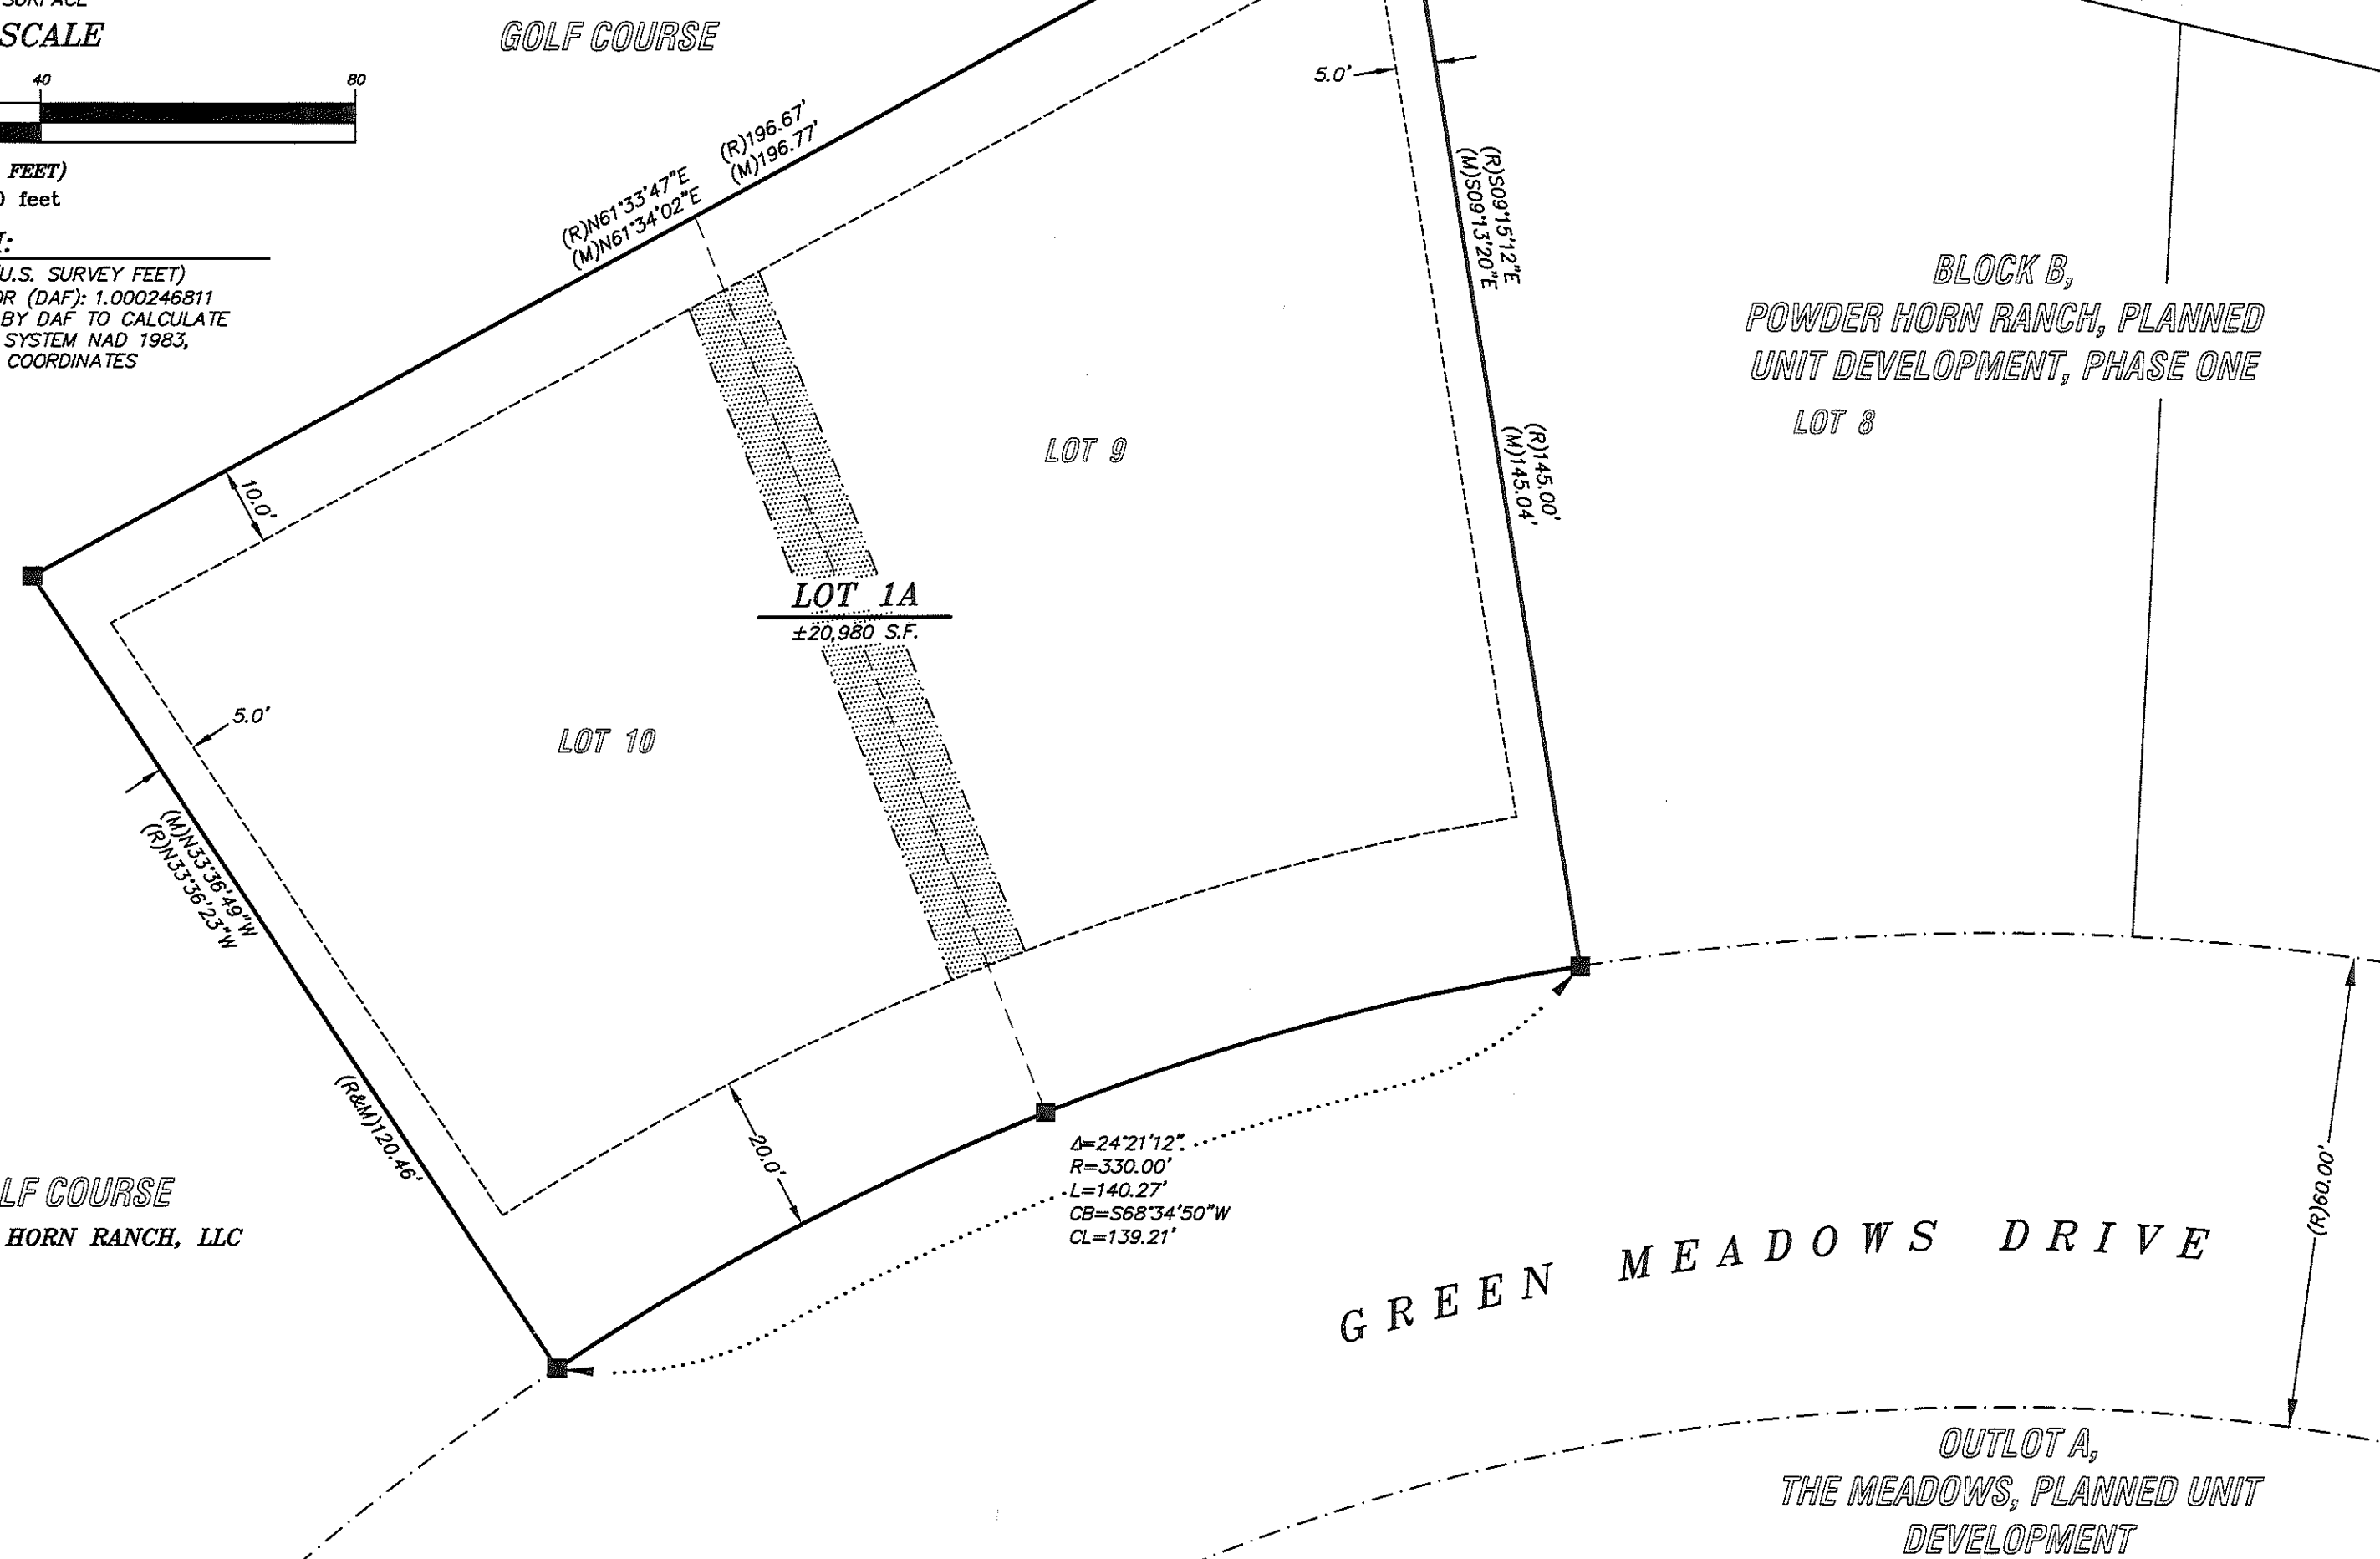 SURFACE
SCALE
40
80
FEET)
feet
(U.S. SURVEY FEET)
OR (DAF): 1.000246811
BY DAF TO CALCULATE
SYSTEM NAD 1983,
COORDINATES
GOLF COURSE
(R)N61°33'47"E
(M)N61°34'02"E
(R)196.67'
(M)196.77'
5.0'
(R)S09°15'12"E
(M)S09°13'20"E
(R)145.00'
(M)145.04'
BLOCK B,
POWDER HORN RANCH, PLANNED
UNIT DEVELOPMENT, PHASE ONE
LOT 8
LOT 9
10.0'
LOT 1A
±20,980 S.F.
5.0'
LOT 10
(M)N33°36'49"W
(R)N33°36'23"W
(R&M)120.46'
20.0'
Δ=24°21'12"
R=330.00'
L=140.27'
CB=S68°34'50"W
CL=139.21'
LF COURSE
HORN RANCH, LLC
GREEN MEADOWS DRIVE
(R)60.00'
OUTLOT A,
THE MEADOWS, PLANNED UNIT
DEVELOPMENT